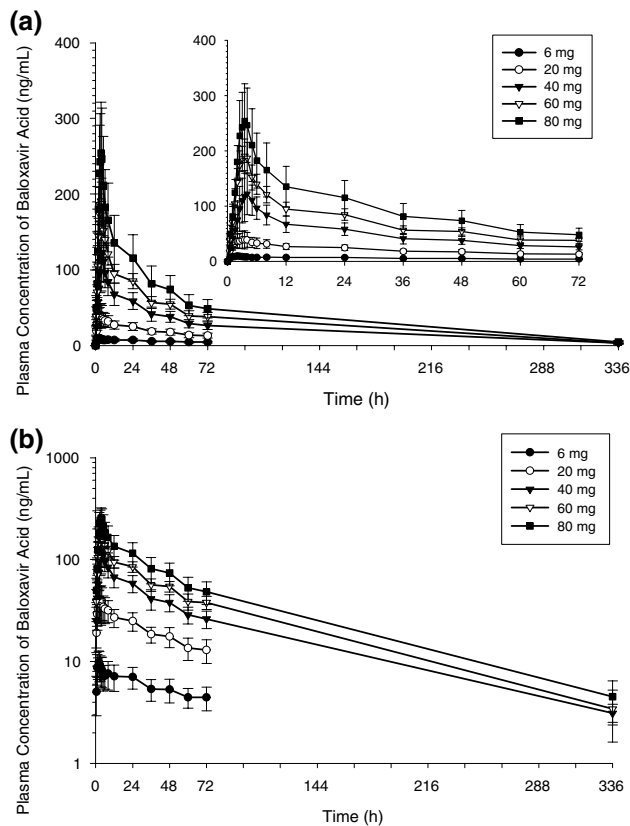 (a)
Plasma Concentration of Baloxavir Acid (ng/mL)
400
300
200
100
0
400
300
200
100
0
0 12 24 36 48 60 72
6 mg
20 mg
40 mg
60 mg
80 mg
0 24 48 72 144 216 288 336
Time (h)
(b)
Plasma Concentration of Baloxavir Acid (ng/mL)
1000
100
10
1
6 mg
20 mg
40 mg
60 mg
80 mg
0 24 48 72 144 216 288 336
Time (h)